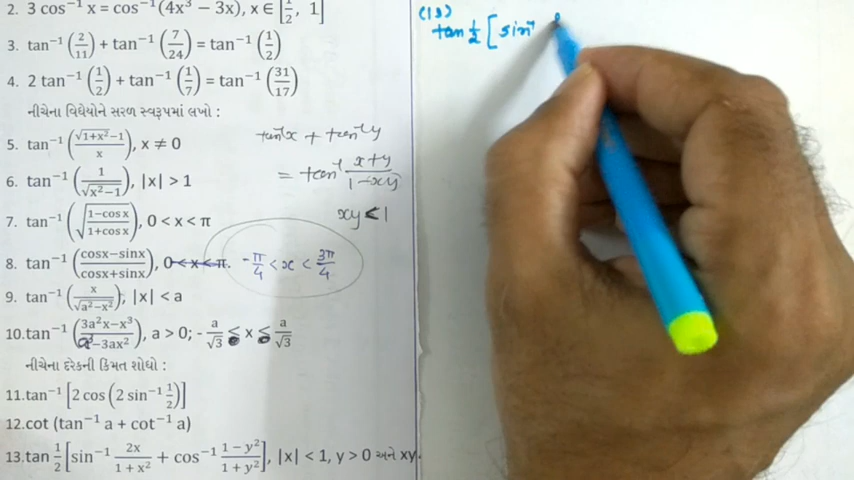 2. 3 cos⁻¹ x = cos⁻¹ (4x³ − 3x), x ∈ [1/2, 1]
3. tan⁻¹ (2/11) + tan⁻¹ (7/24) = tan⁻¹ (1/2)
4. 2 tan⁻¹ (1/2) + tan⁻¹ (1/7) = tan⁻¹ (31/17)
નીચેના વિધેયોને સરળ સ્વરૂપમાં લખો :
5. tan⁻¹ (√(1+x²)−1 / x), x ≠ 0
6. tan⁻¹ (1/√(x²−1)), |x| > 1
7. tan⁻¹ (√((1−cos x)/(1+cos x))), 0 < x < π
8. tan⁻¹ ((cosx−sinx)/(cosx+sinx)), 0 < x < π. -π/4 < x < 3π/4
9. tan⁻¹ (x/√(a²−x²)), |x| < a
10. tan⁻¹ ((3a²x−x³)/(a³−3ax²)), a > 0; -a/√3 ≤ x ≤ a/√3
નીચેના દરેકની કિંમત શોધો :
11. tan⁻¹ [2 cos (2 sin⁻¹ 1/2)]
12. cot (tan⁻¹ a + cot⁻¹ a)
13. tan 1/2 [sin⁻¹ 2x/(1 + x²) + cos⁻¹ (1 − y²)/(1 + y²)], |x| < 1, y > 0 અને xy
tan⁻¹x + tan⁻¹y
= tan⁻¹ (x+y)/(1−xy)
xy < 1
(13)
tan 1/2 [sin⁻¹